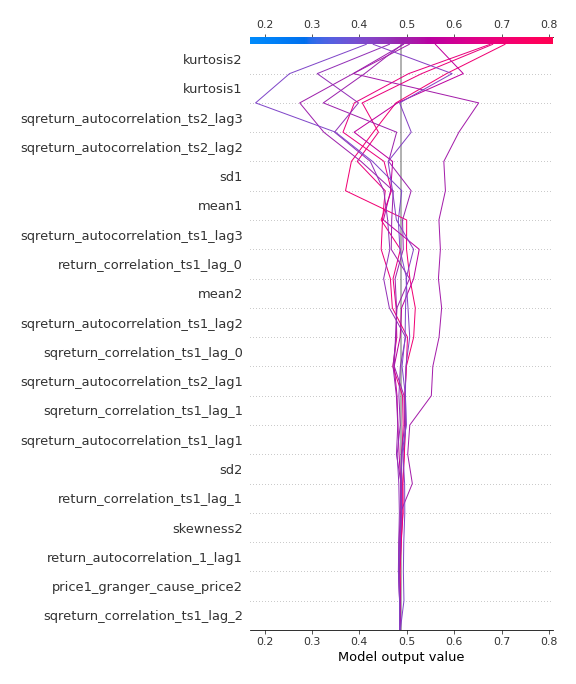 0.2 0.3 0.4 0.5 0.6 0.7 0.8
kurtosis2
kurtosis1
sqreturn_autocorrelation_ts2_lag3
sqreturn_autocorrelation_ts2_lag2
sd1
mean1
sqreturn_autocorrelation_ts1_lag3
return_correlation_ts1_lag_0
mean2
sqreturn_autocorrelation_ts1_lag2
sqreturn_correlation_ts1_lag_0
sqreturn_autocorrelation_ts2_lag1
sqreturn_correlation_ts1_lag_1
sqreturn_autocorrelation_ts1_lag1
sd2
return_correlation_ts1_lag_1
skewness2
return_autocorrelation_1_lag1
price1_granger_cause_price2
sqreturn_correlation_ts1_lag_2
0.2 0.3 0.4 0.5 0.6 0.7 0.8
Model output value